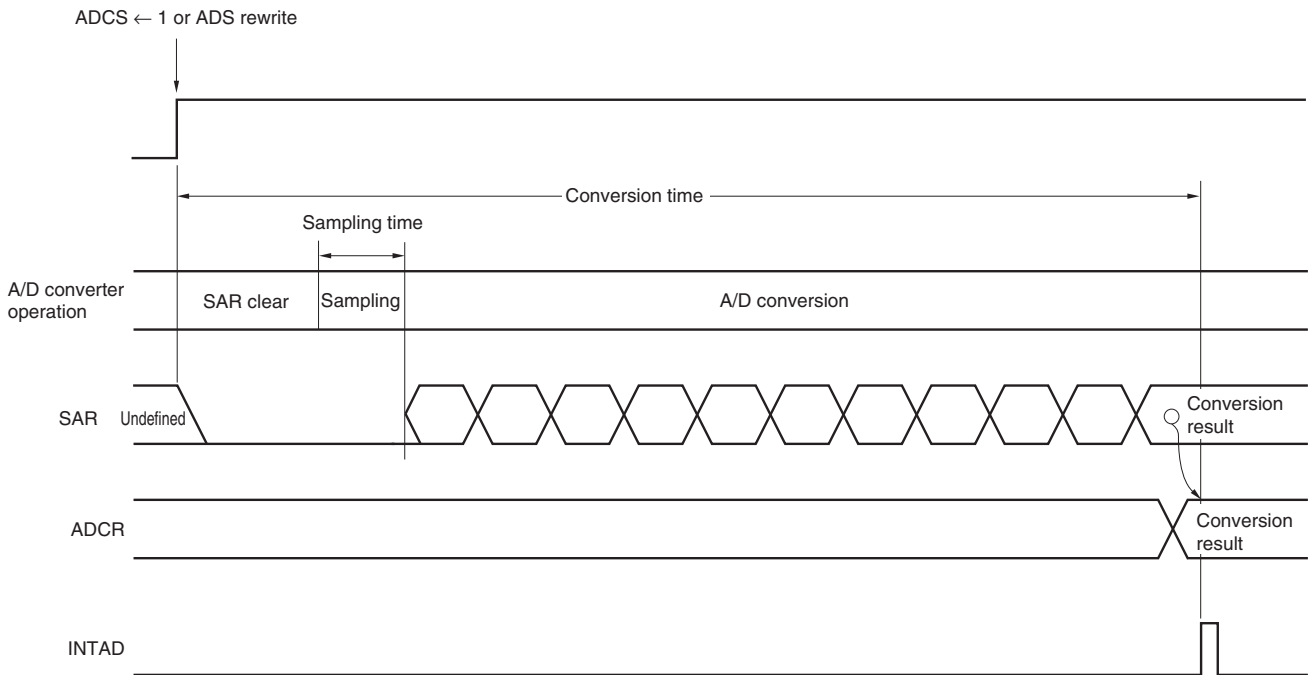 ADCS ← 1 or ADS rewrite
Conversion time
Sampling time
A/D converter
operation
SAR clear
Sampling
A/D conversion
SAR
Undefined
Conversion
result
ADCR
Conversion
result
INTAD